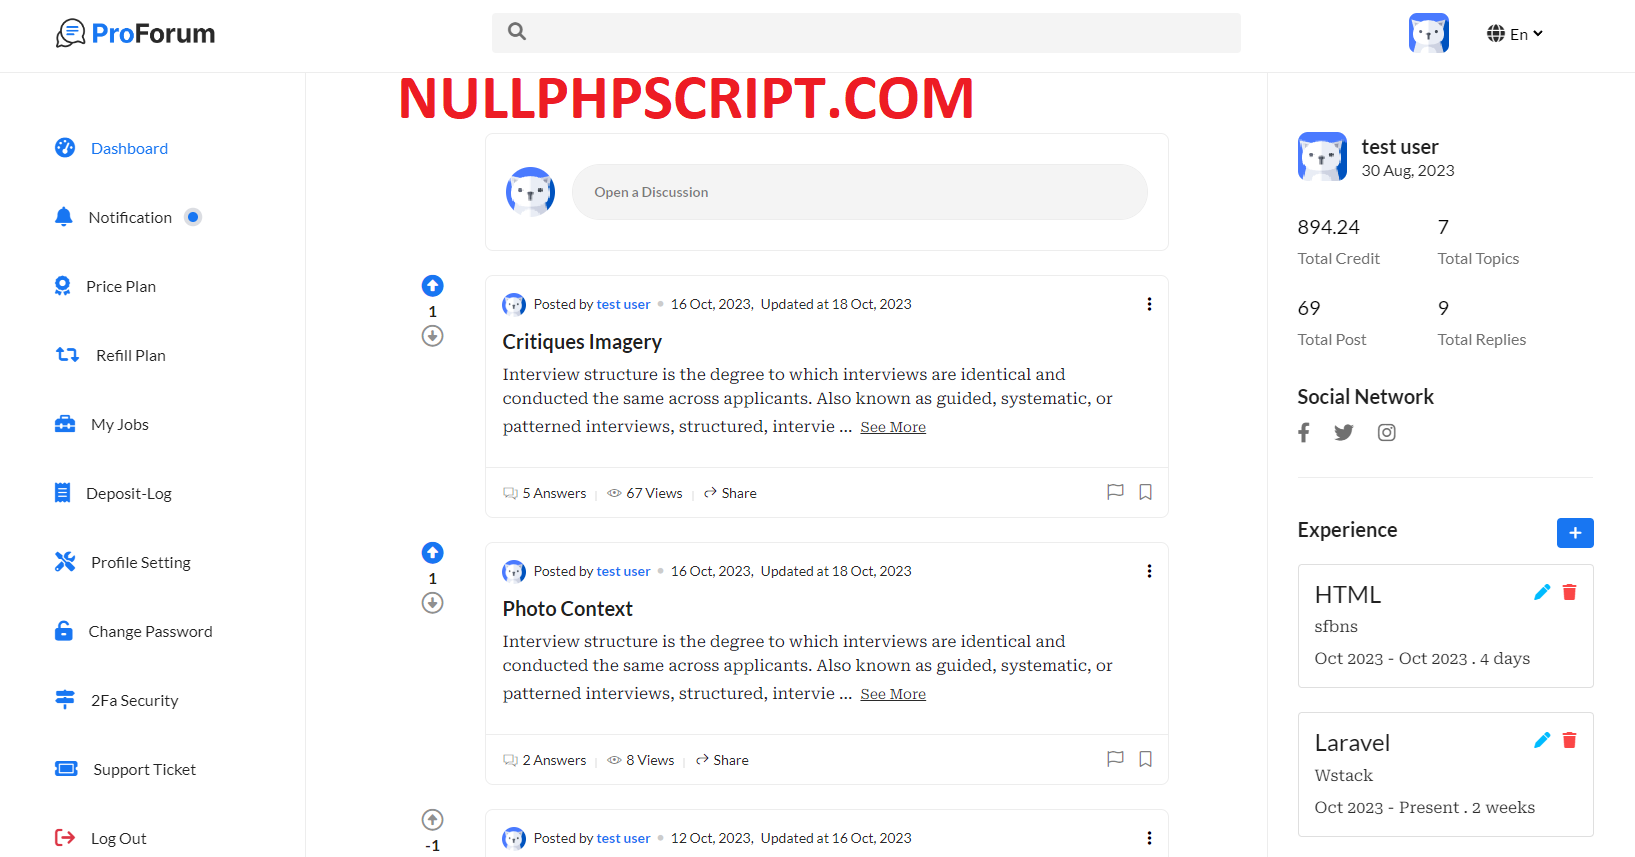 ProForum
En
NULLPHPSCRIPT.COM
Dashboard
Notification
Price Plan
Refill Plan
My Jobs
Deposit-Log
Profile Setting
Change Password
2Fa Security
Support Ticket
Log Out
Open a Discussion
1
Posted by test user • 16 Oct, 2023, Updated at 18 Oct, 2023
Critiques Imagery
Interview structure is the degree to which interviews are identical and
conducted the same across applicants. Also known as guided, systematic, or
patterned interviews, structured, intervie ... See More
5 Answers | 67 Views | Share
1
Posted by test user • 16 Oct, 2023, Updated at 18 Oct, 2023
Photo Context
Interview structure is the degree to which interviews are identical and
conducted the same across applicants. Also known as guided, systematic, or
patterned interviews, structured, intervie ... See More
2 Answers | 8 Views | Share
-1
Posted by test user • 12 Oct, 2023, Updated at 16 Oct, 2023
test user
30 Aug, 2023
894.24 7
Total Credit Total Topics
69 9
Total Post Total Replies
Social Network
Experience
+
HTML
sfbns
Oct 2023 - Oct 2023 . 4 days
Laravel
Wstack
Oct 2023 - Present . 2 weeks